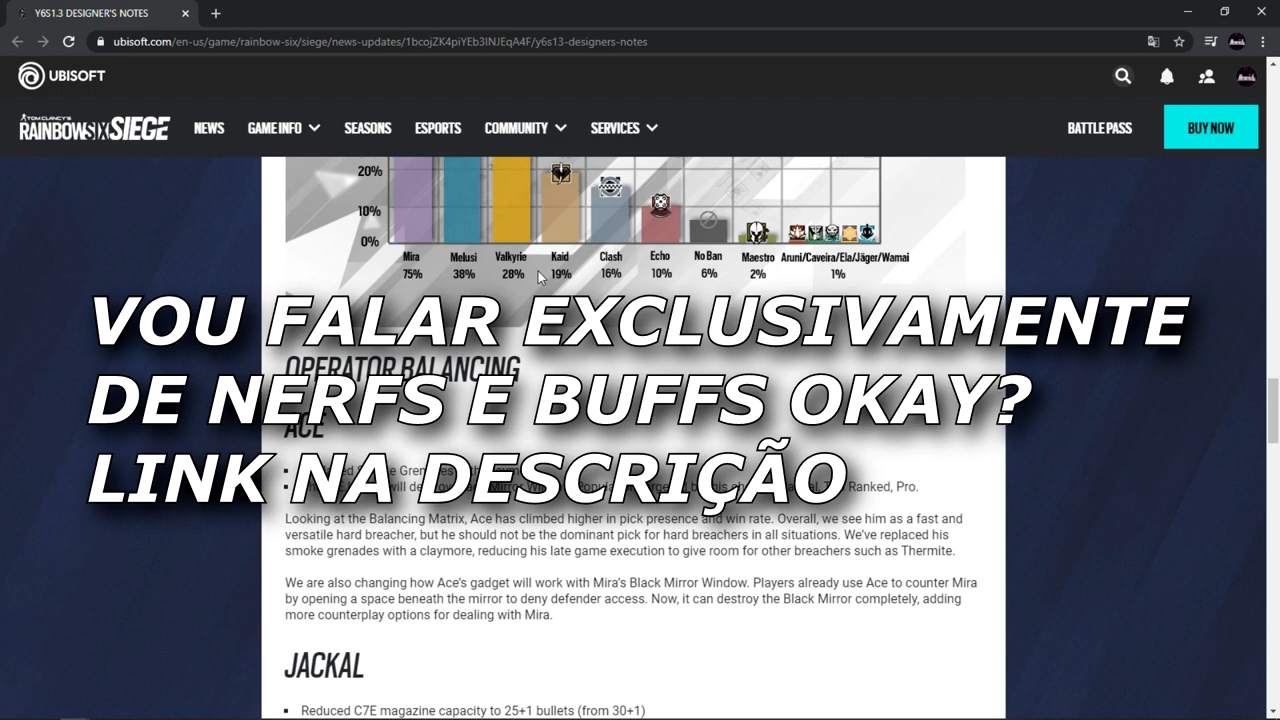 Y6S1.3 DESIGNER'S NOTES
ubisoft.com/en-us/game/rainbow-six/siege/news-updates/1bcojZK4piYEb3INJEqA4F/y6s13-designers-notes
UBISOFT
TOM CLANCY'S
RAINBOWSIX SIEGE NEWS GAME INFO SEASONS ESPORTS COMMUNITY SERVICES BATTLE PASS BUY NOW
20%
10%
0%
Mira Melusi Valkyrie Kaid Clash Echo No Ban Maestro Aruni/Caveira/Ela/Jäger/Wamai
75% 38% 28% 19% 16% 10% 6% 2% 1%
VOU FALAR EXCLUSIVAMENTE
OPERATOR BALANCING
DE NERFS E BUFFS OKAY?
ACE
LINK NA DESCRIÇÃO
Ranked, Pro.
Looking at the Balancing Matrix, Ace has climbed higher in pick presence and win rate. Overall, we see him as a fast and
versatile hard breacher, but he should not be the dominant pick for hard breachers in all situations. We've replaced his
smoke grenades with a claymore, reducing his late game execution to give room for other breachers such as Thermite.
We are also changing how Ace's gadget will work with Mira's Black Mirror Window. Players already use Ace to counter Mira
by opening a space beneath the mirror to deny defender access. Now, it can destroy the Black Mirror completely, adding
more counterplay options for dealing with Mira.
JACKAL
▪ Reduced C7E magazine capacity to 25+1 bullets (from 30+1)